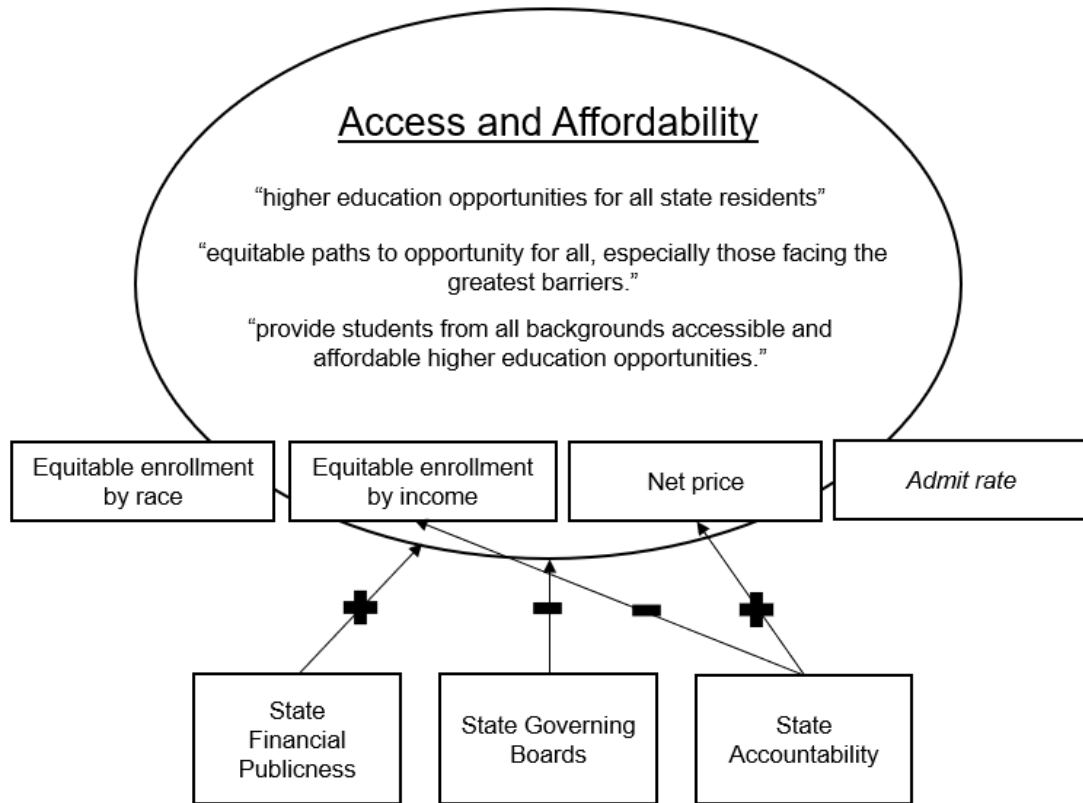 Access and Affordability
“higher education opportunities for all state residents”
“equitable paths to opportunity for all, especially those facing the
greatest barriers.”
“provide students from all backgrounds accessible and
affordable higher education opportunities.”
Equitable enrollment
by race
Equitable enrollment
by income
Net price
Admit rate
State
Financial
Publicness
State Governing
Boards
State
Accountability